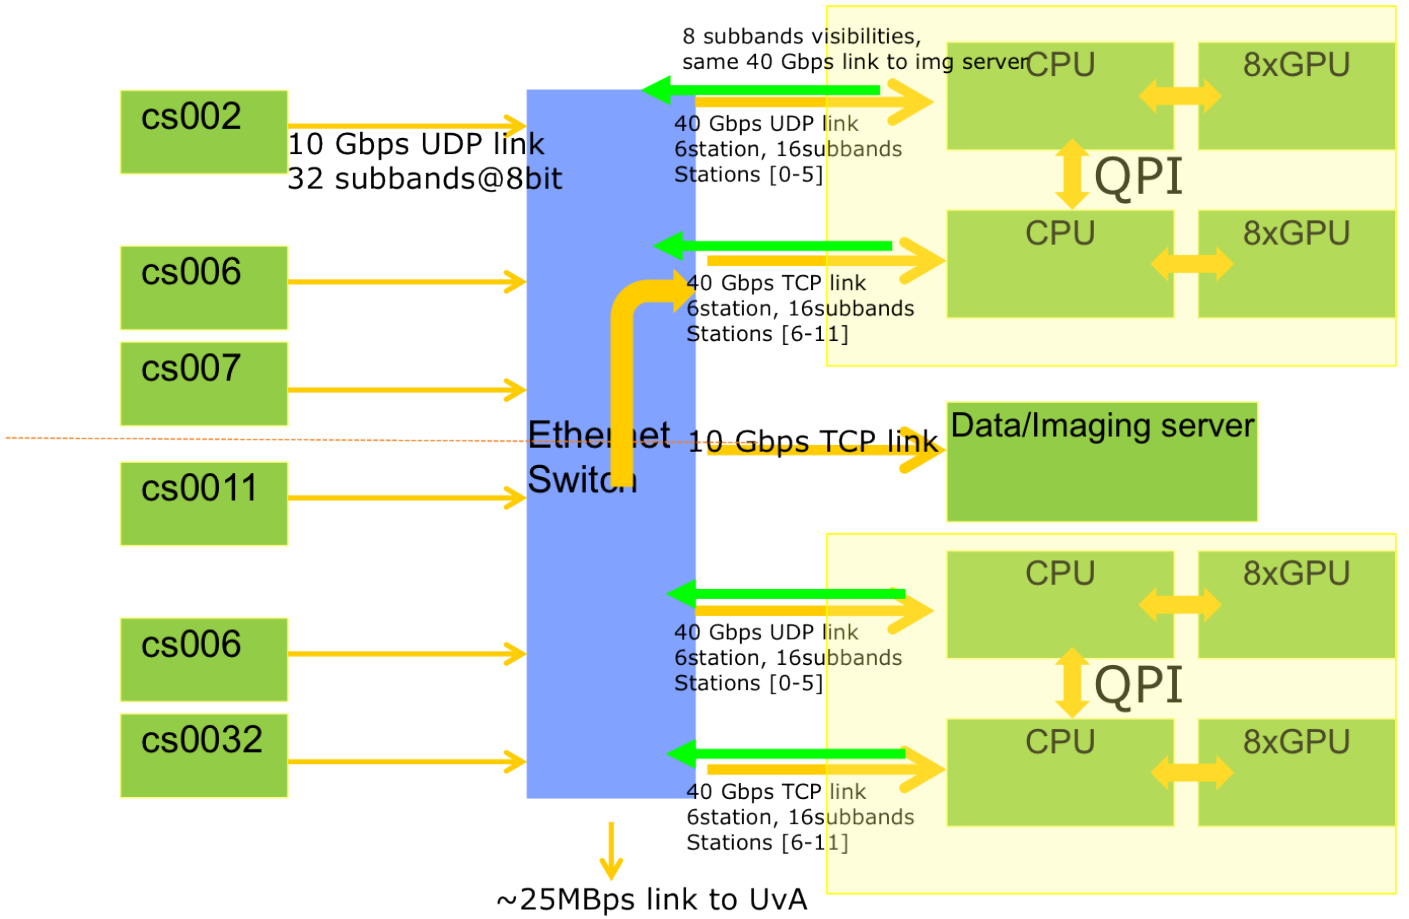 8 subbands visibilities,
same 40 Gbps link to img server
CPU
8xGPU
cs002
10 Gbps UDP link
32 subbands@8bit
40 Gbps UDP link
6station, 16subbands
Stations [0-5]
QPI
CPU
8xGPU
cs006
40 Gbps TCP link
6station, 16subbands
Stations [6-11]
cs007
Ethernet
Switch
10 Gbps TCP link
Data/Imaging server
cs0011
CPU
8xGPU
cs006
40 Gbps UDP link
6station, 16subbands
Stations [0-5]
QPI
cs0032
CPU
8xGPU
40 Gbps TCP link
6station, 16subbands
Stations [6-11]
~25MBps link to UvA